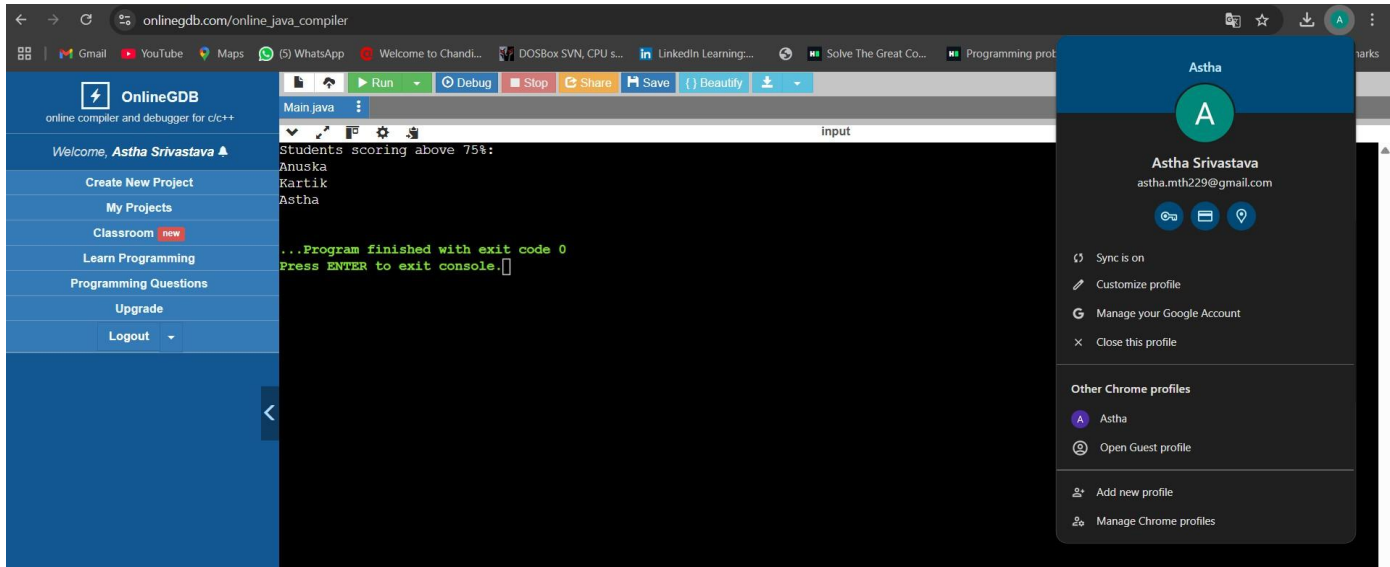 onlinegdb.com/online_java_compiler
Gmail YouTube Maps (5) WhatsApp Welcome to Chandi... DOSBox SVN, CPU s... LinkedIn Learning:... Solve The Great Co... Programming prob arks
OnlineGDB
online compiler and debugger for c/c++
Welcome, Astha Srivastava
Create New Project
My Projects
Classroom new
Learn Programming
Programming Questions
Upgrade
Logout
Run Debug Stop Share Save { } Beautify
Main.java
input
Students scoring above 75%:
Anuska
Kartik
Astha
...Program finished with exit code 0
Press ENTER to exit console.
Astha
A
Astha Srivastava
astha.mth229@gmail.com
Sync is on
Customize profile
G Manage your Google Account
Close this profile
Other Chrome profiles
A Astha
Open Guest profile
Add new profile
Manage Chrome profiles